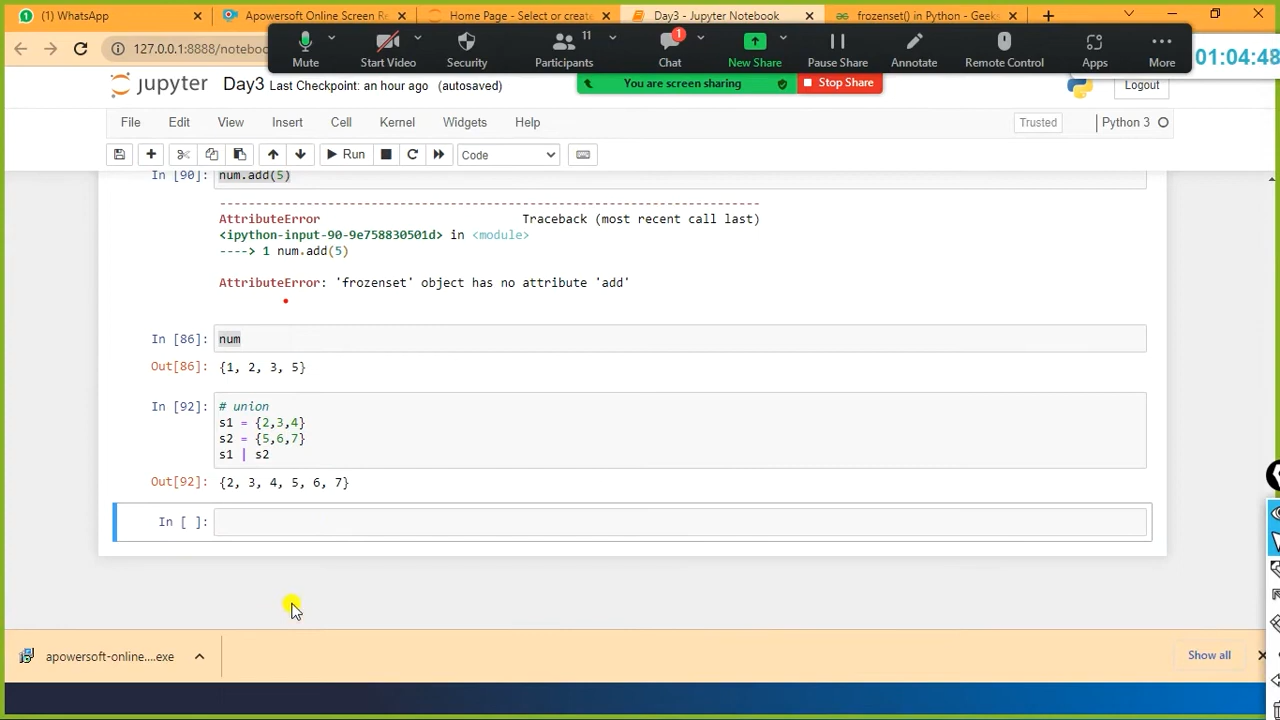 (1) WhatsApp
Apowersoft Online Screen Re
Home Page - Select or create
Day3 - Jupyter Notebook
frozenset() in Python - Geeks
127.0.0.1:8888/notebo
Mute
Start Video
Security
11
Participants
1
Chat
New Share
Pause Share
Annotate
Remote Control
Apps
More
01:04:48
You are screen sharing
Stop Share
jupyter Day3 Last Checkpoint: an hour ago (autosaved)
Logout
File Edit View Insert Cell Kernel Widgets Help
Trusted
Python 3
Run
Code
In [90]: num.add(5)
---------------------------------------------------------------------------
AttributeError Traceback (most recent call last)
<ipython-input-90-9e758830501d> in <module>
----> 1 num.add(5)
AttributeError: 'frozenset' object has no attribute 'add'
In [86]: num
Out[86]: {1, 2, 3, 5}
In [92]: # union
s1 = {2,3,4}
s2 = {5,6,7}
s1 | s2
Out[92]: {2, 3, 4, 5, 6, 7}
In [ ]:
apowersoft-online....exe
Show all